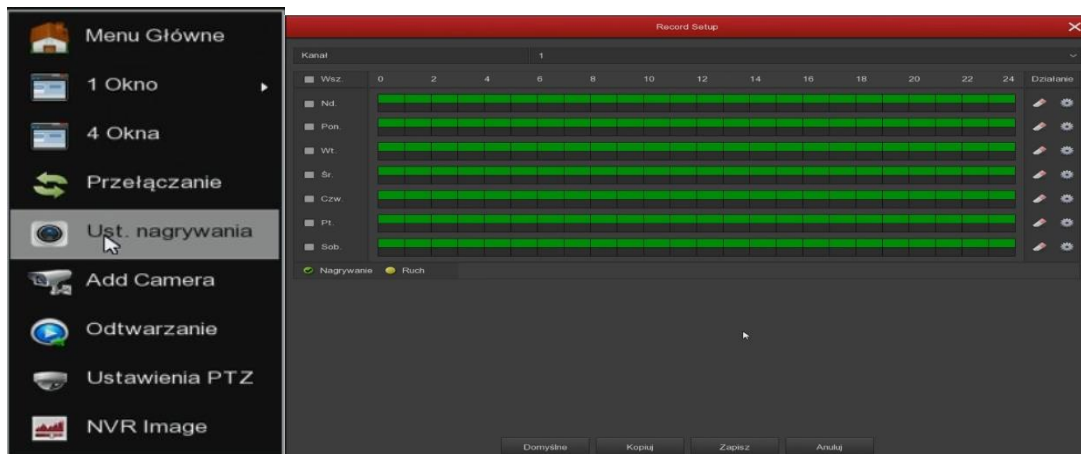 Menu Główne
1 Okno
4 Okna
Przełączanie
Ust. nagrywania
Add Camera
Odtwarzanie
Ustawienia PTZ
NVR Image
Record Setup
Kanał 1
Wsz. 0 2 4 6 8 10 12 14 16 18 20 22 24 Działanie
Nd.
Pon.
Wt.
Śr.
Czw.
Pt.
Sob.
Nagrywanie Ruch
Domyślne Kopiuj Zapisz Anuluj